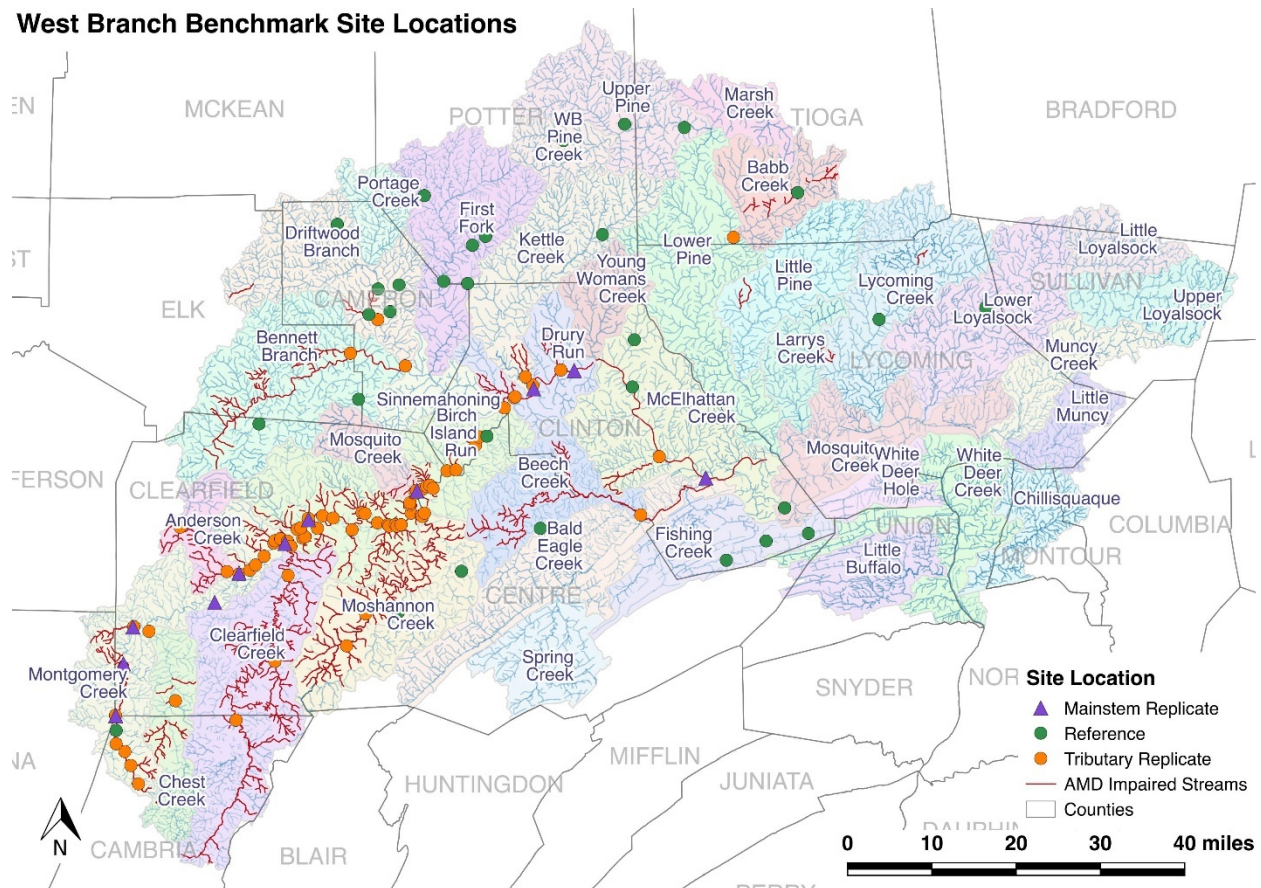 West Branch Benchmark Site Locations
EN
MCKEAN
POTTER
Upper
Pine
Marsh
Creek
TIOGA
BRADFORD
WB
Pine
Creek
Babb
Creek
Portage
Creek
First
Fork
Driftwood
Branch
Kettle
Creek
Lower
Pine
Little
Loyalsock
ST
Young
Womans
Creek
Little
Pine
Lycoming
Creek
SULLIVAN
Lower
Loyalsock
Upper
Loyalsock
ELK
CAMERON
Bennett
Branch
Drury
Run
Larrys
Creek
LYCOMING
Muncy
Creek
Sinnemahoning
Birch
Island
Run
McElhattan
Creek
Little
Muncy
CLINTON
Mosquito
Creek
Mosquito
Creek
White
Deer
Hole
White
Deer
Creek
L
FERSON
CLEARFIELD
Beech
Creek
Chillisquaque
Anderson
Creek
Bald
Eagle
Creek
Fishing
Creek
UNION
COLUMBIA
MONTOUR
Little
Buffalo
CENTRE
Moshannon
Creek
Clearfield
Creek
Spring
Creek
Montgomery
Creek
SNYDER
NOR
NA
Chest
Creek
HUNTINGDON
MIFFLIN
JUNIATA
CAMBRIA
BLAIR
DAUPHIN
PERRY
N
Site Location
Mainstem Replicate
Reference
Tributary Replicate
AMD Impaired Streams
Counties
0 10 20 30 40 miles